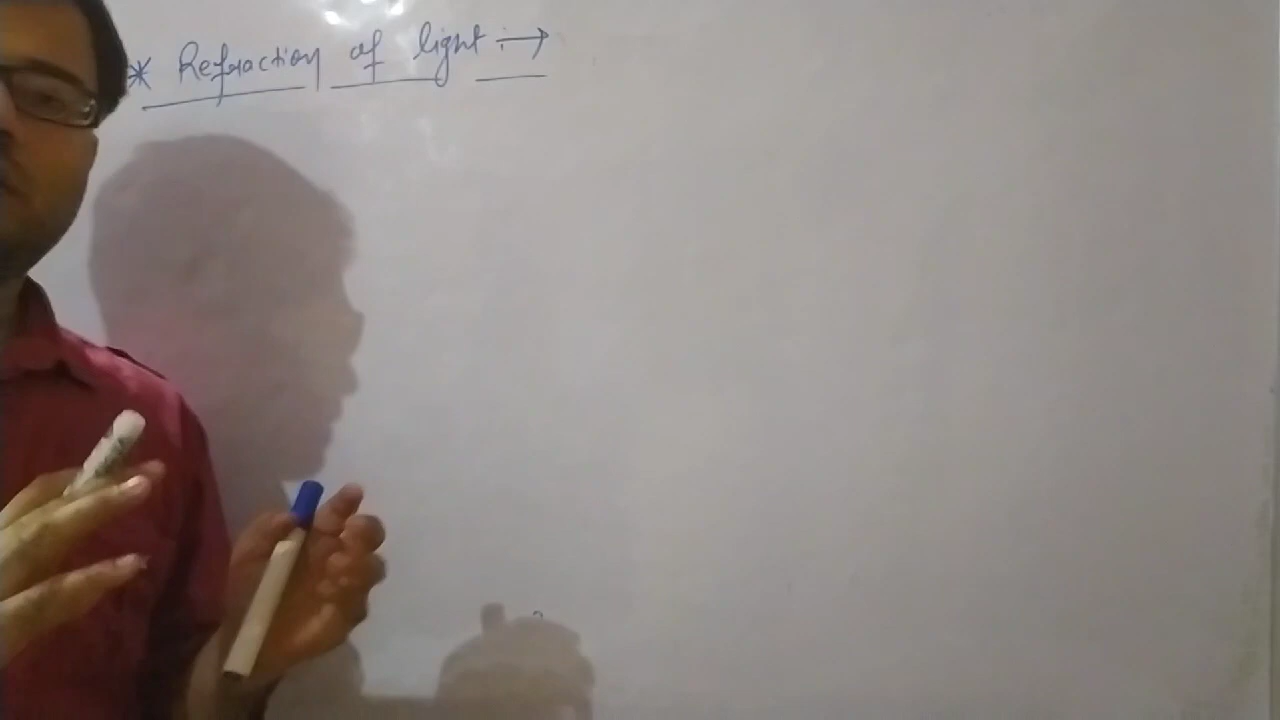 * Refraction of light :→